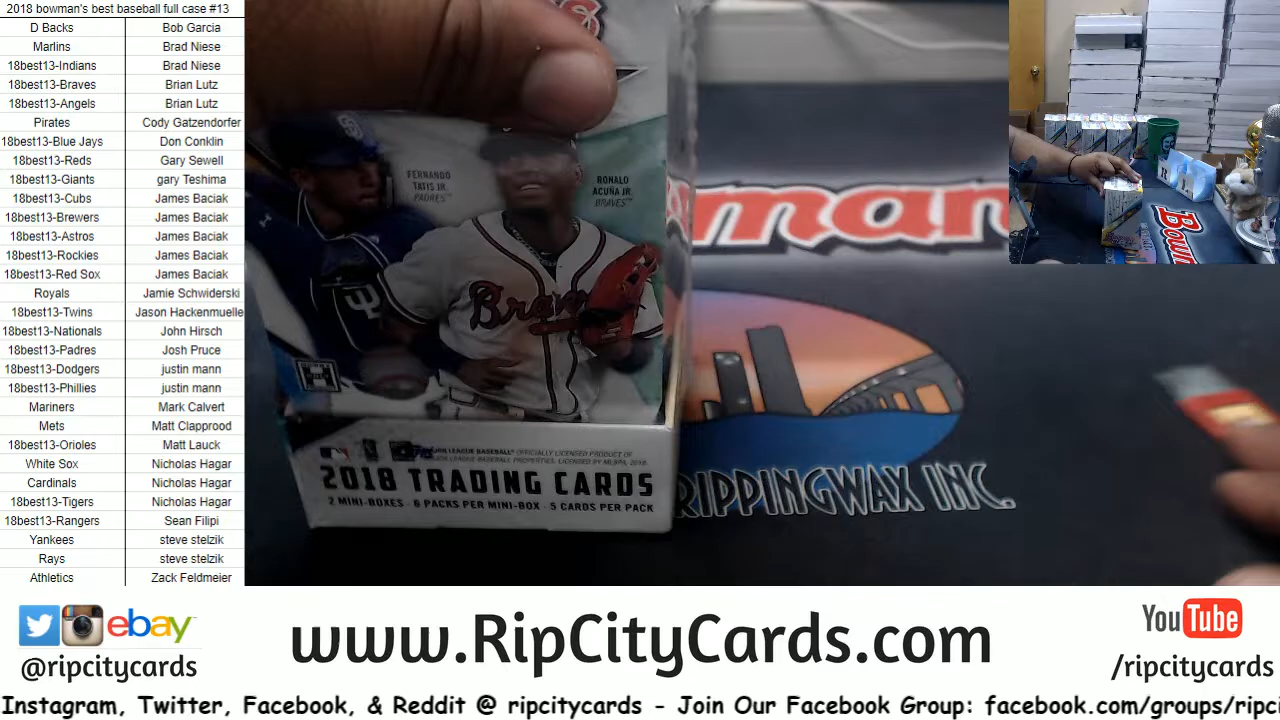 2018 bowman's best baseball full case #13
D Backs Bob Garcia
Marlins Brad Niese
18best13-Indians Brad Niese
18best13-Braves Brian Lutz
18best13-Angels Brian Lutz
Pirates Cody Gatzendorfer
18best13-Blue Jays Don Conklin
18best13-Reds Gary Sewell
18best13-Giants gary Teshima
18best13-Cubs James Baciak
18best13-Brewers James Baciak
18best13-Astros James Baciak
18best13-Rockies James Baciak
18best13-Red Sox James Baciak
Royals Jamie Schwiderski
18best13-Twins Jason Hackenmuelle
18best13-Nationals John Hirsch
18best13-Padres Josh Pruce
18best13-Dodgers justin mann
18best13-Phillies justin mann
Mariners Mark Calvert
Mets Matt Clapprood
18best13-Orioles Matt Lauck
White Sox Nicholas Hagar
Cardinals Nicholas Hagar
18best13-Tigers Nicholas Hagar
18best13-Rangers Sean Filipi
Yankees steve stelzik
Rays steve stelzik
Athletics Zack Feldmeier
FERNANDO
TATIS JR.
PADRES™
RONALD
ACUÑA JR.
BRAVES™
Braves
2018 TRADING CARDS
2 MINI-BOXES · 6 PACKS PER MINI-BOX · 5 CARDS PER PACK
man
RIPPINGWAX INC.
Bown
ebay
@ripcitycards
www.RipCityCards.com
YouTube
/ripcitycards
Instagram, Twitter, Facebook, & Reddit @ ripcitycards - Join Our Facebook Group: facebook.com/groups/ripci